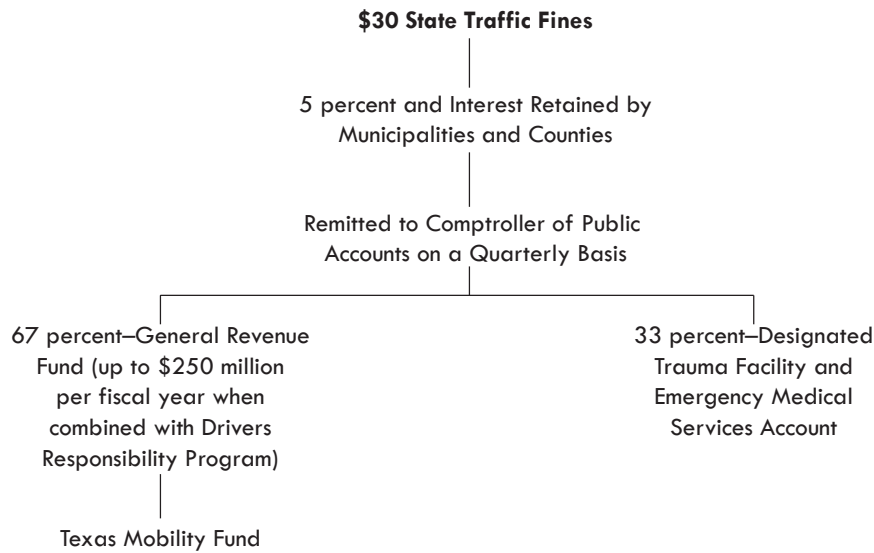 $30 State Traffic Fines
5 percent and Interest Retained by
Municipalities and Counties
Remitted to Comptroller of Public
Accounts on a Quarterly Basis
67 percent–General Revenue
Fund (up to $250 million
per fiscal year when
combined with Drivers
Responsibility Program)
Texas Mobility Fund
33 percent–Designated
Trauma Facility and
Emergency Medical
Services Account